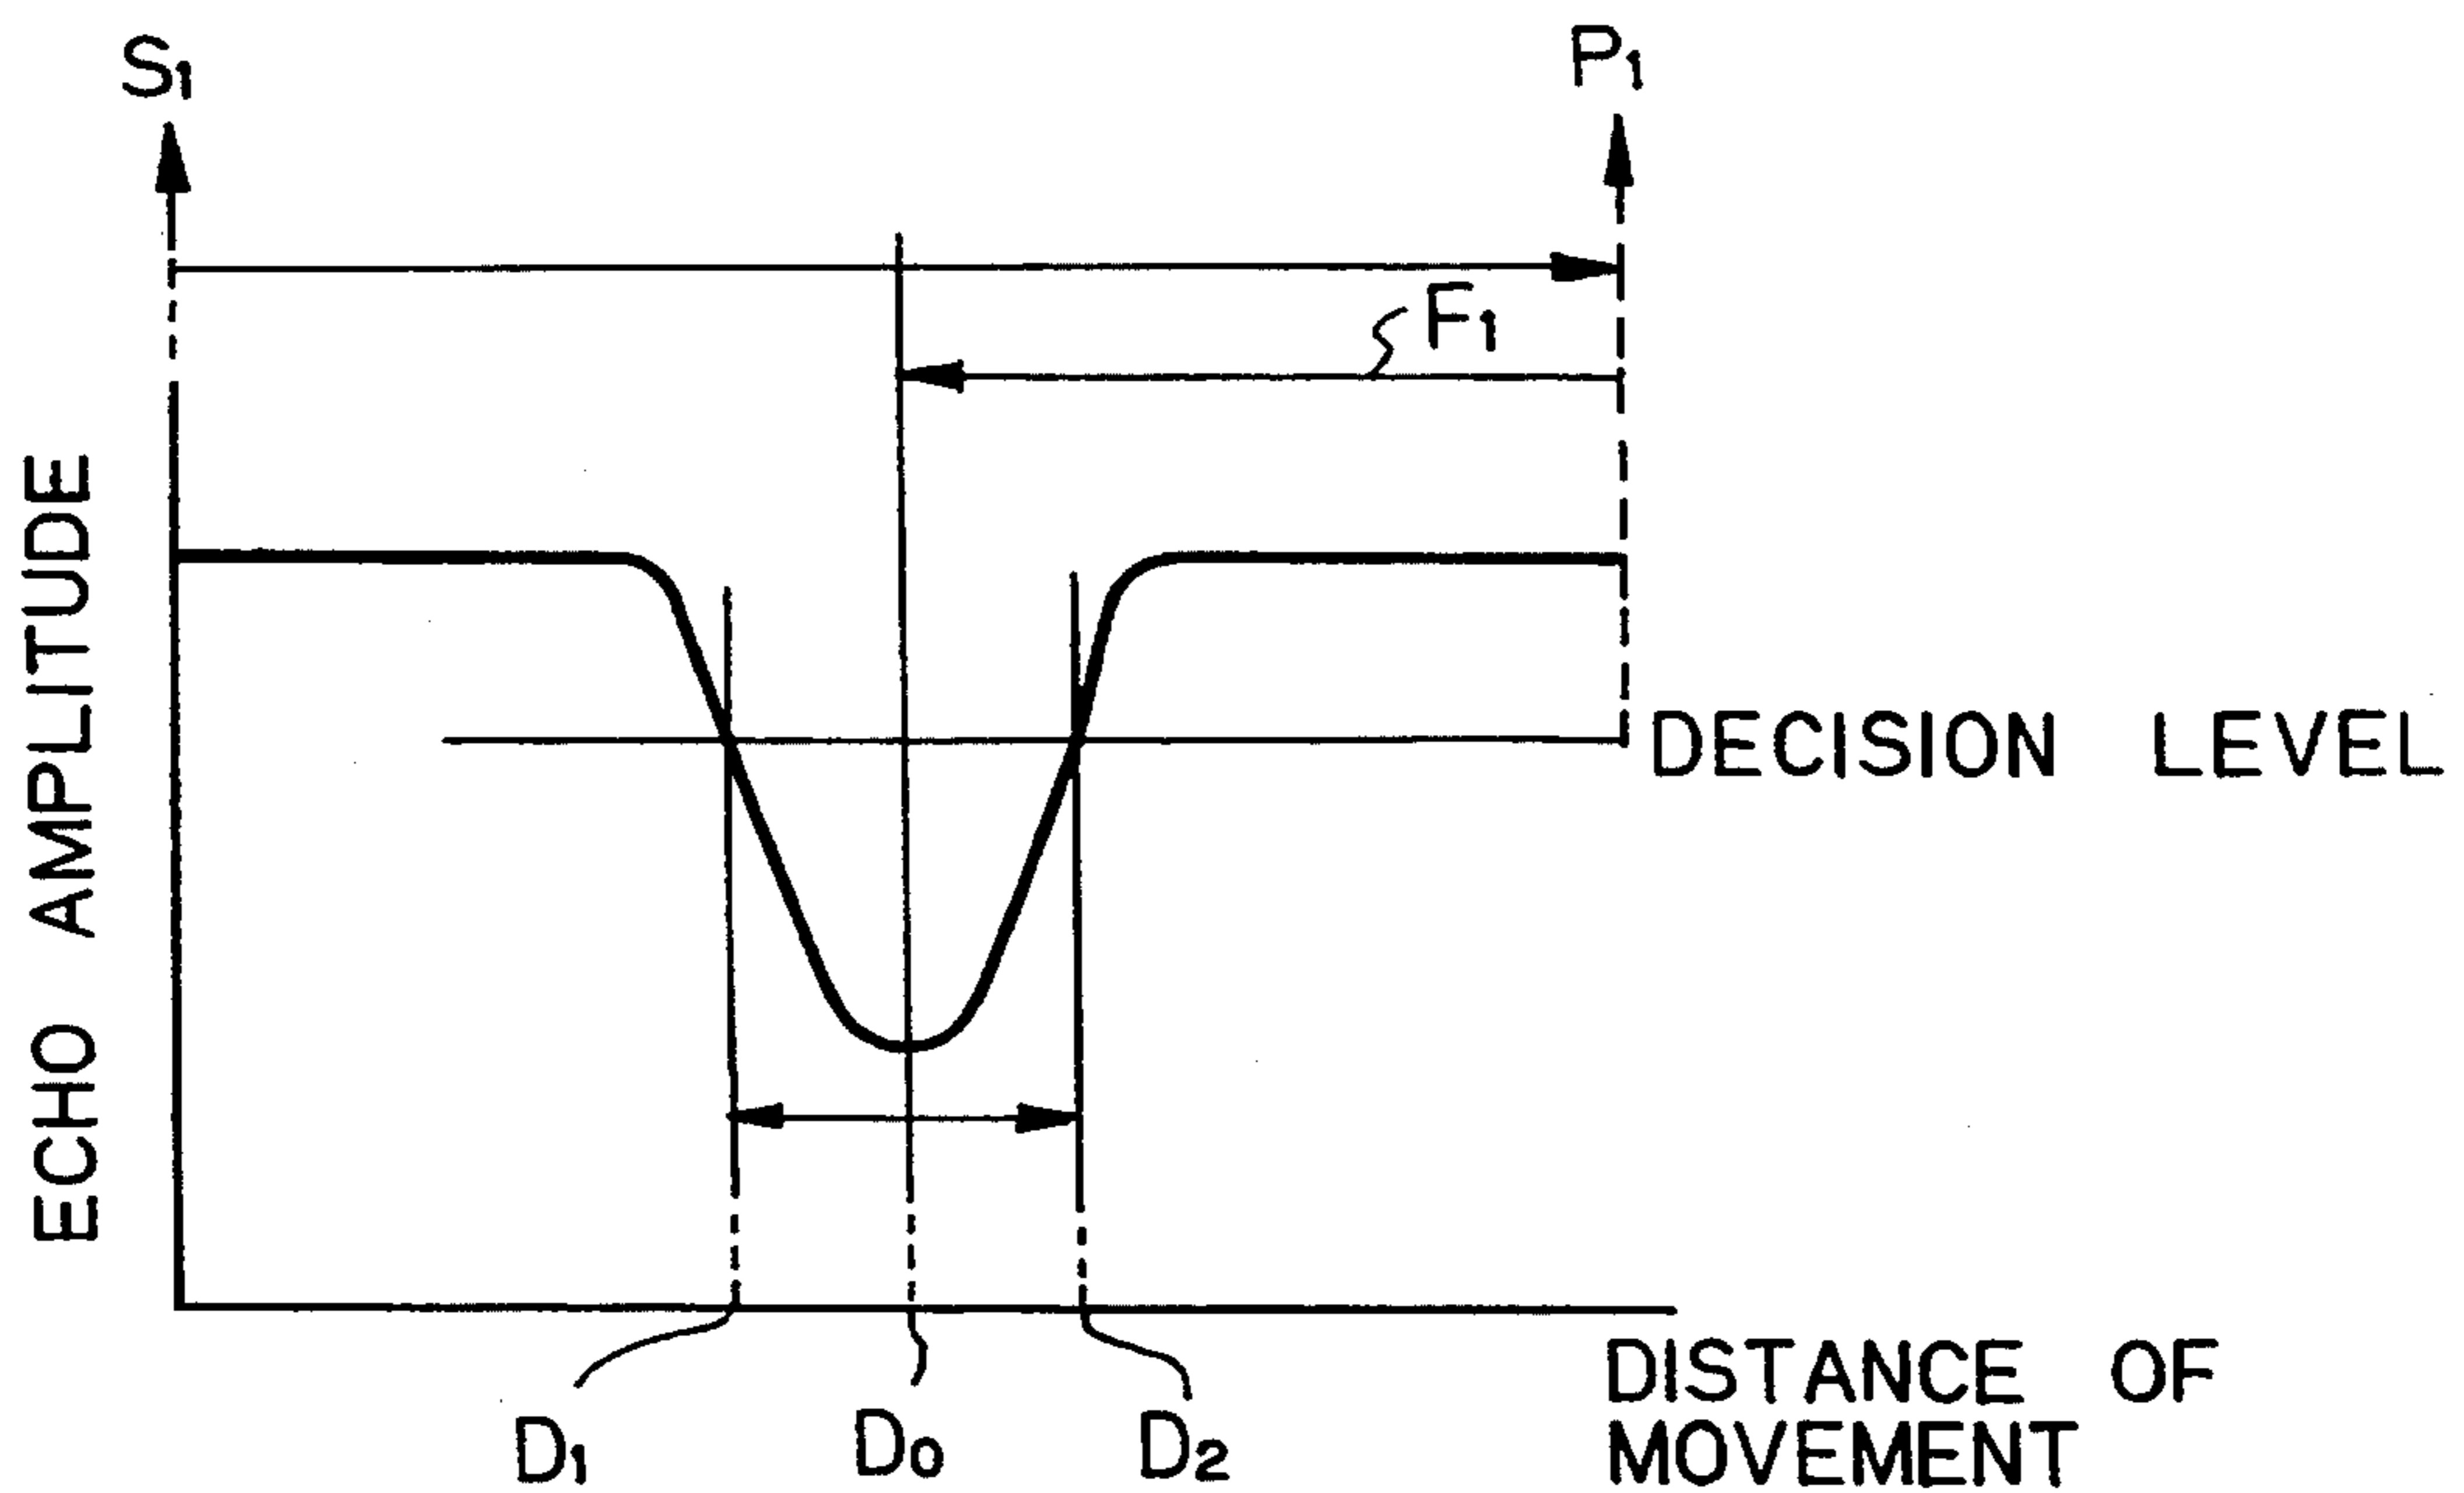 S1
P1
F1
ECHO AMPLITUDE
DECISION LEVEL
D1
D0
D2
DISTANCE OF
MOVEMENT